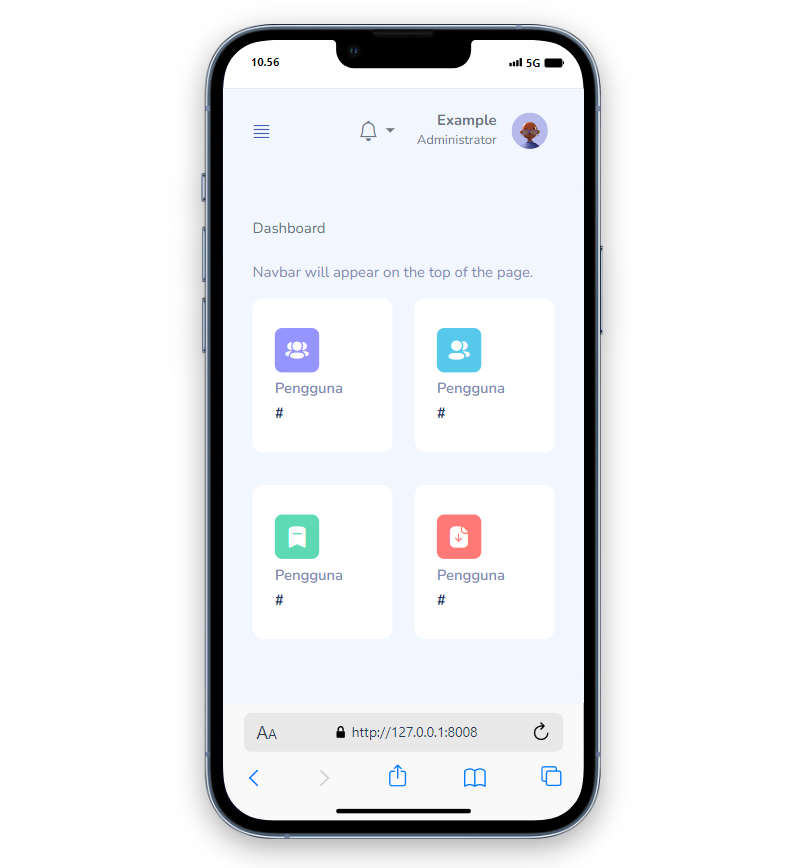 10.56
5G
Example
Administrator
Dashboard
Navbar will appear on the top of the page.
Pengguna
#
Pengguna
#
Pengguna
#
Pengguna
#
AA
http://127.0.0.1:8008